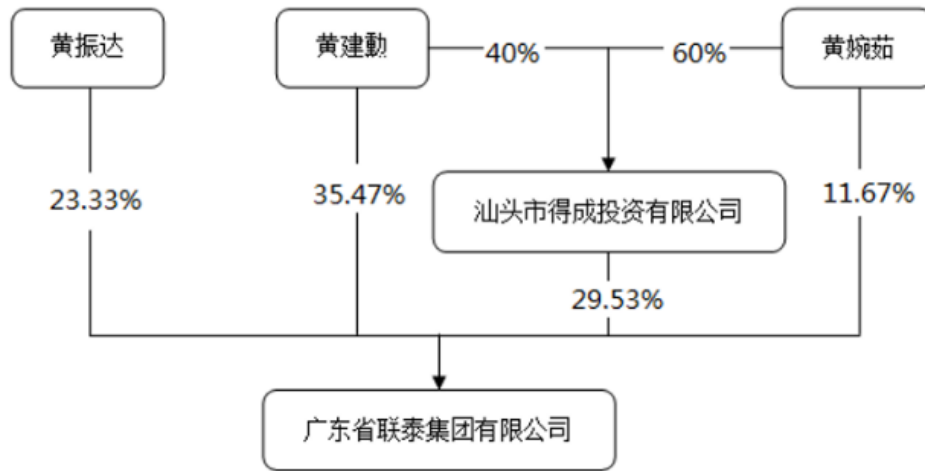 黄振达
黄建勳
40%
60%
黄婉茹
23.33%
35.47%
汕头市得成投资有限公司
11.67%
29.53%
广东省联泰集团有限公司